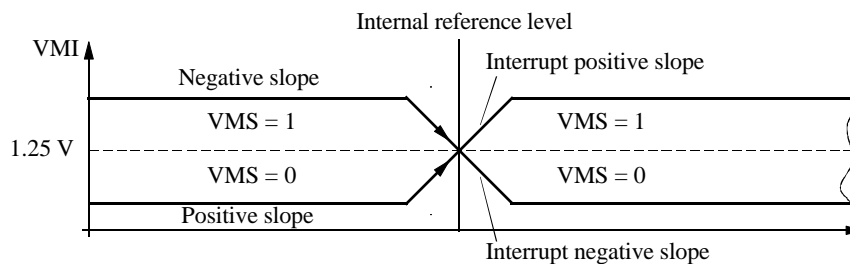 Internal reference level
VMI
Negative slope
Interrupt positive slope
VMS = 1
VMS = 1
1.25 V
VMS = 0
VMS = 0
Positive slope
Interrupt negative slope